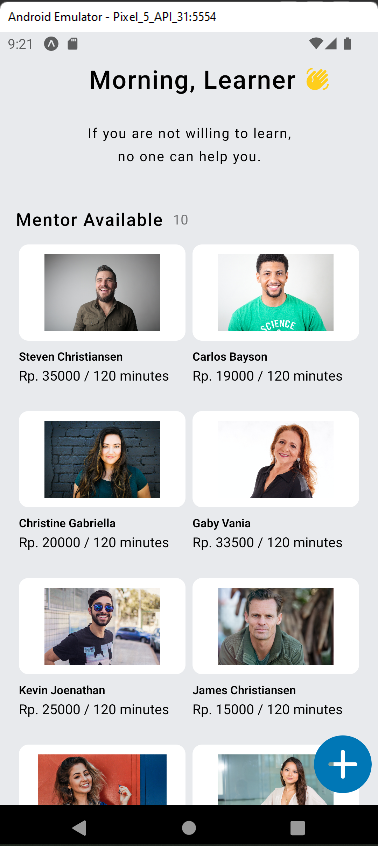 Android Emulator - Pixel_5_API_31:5554
9:21
Morning, Learner 👋
If you are not willing to learn,
no one can help you.
Mentor Available 10
SCIENCE
Steven Christiansen Carlos Bayson
Rp. 35000 / 120 minutes Rp. 19000 / 120 minutes
Christine Gabriella Gaby Vania
Rp. 20000 / 120 minutes Rp. 33500 / 120 minutes
Kevin Joenathan James Christiansen
Rp. 25000 / 120 minutes Rp. 15000 / 120 minutes